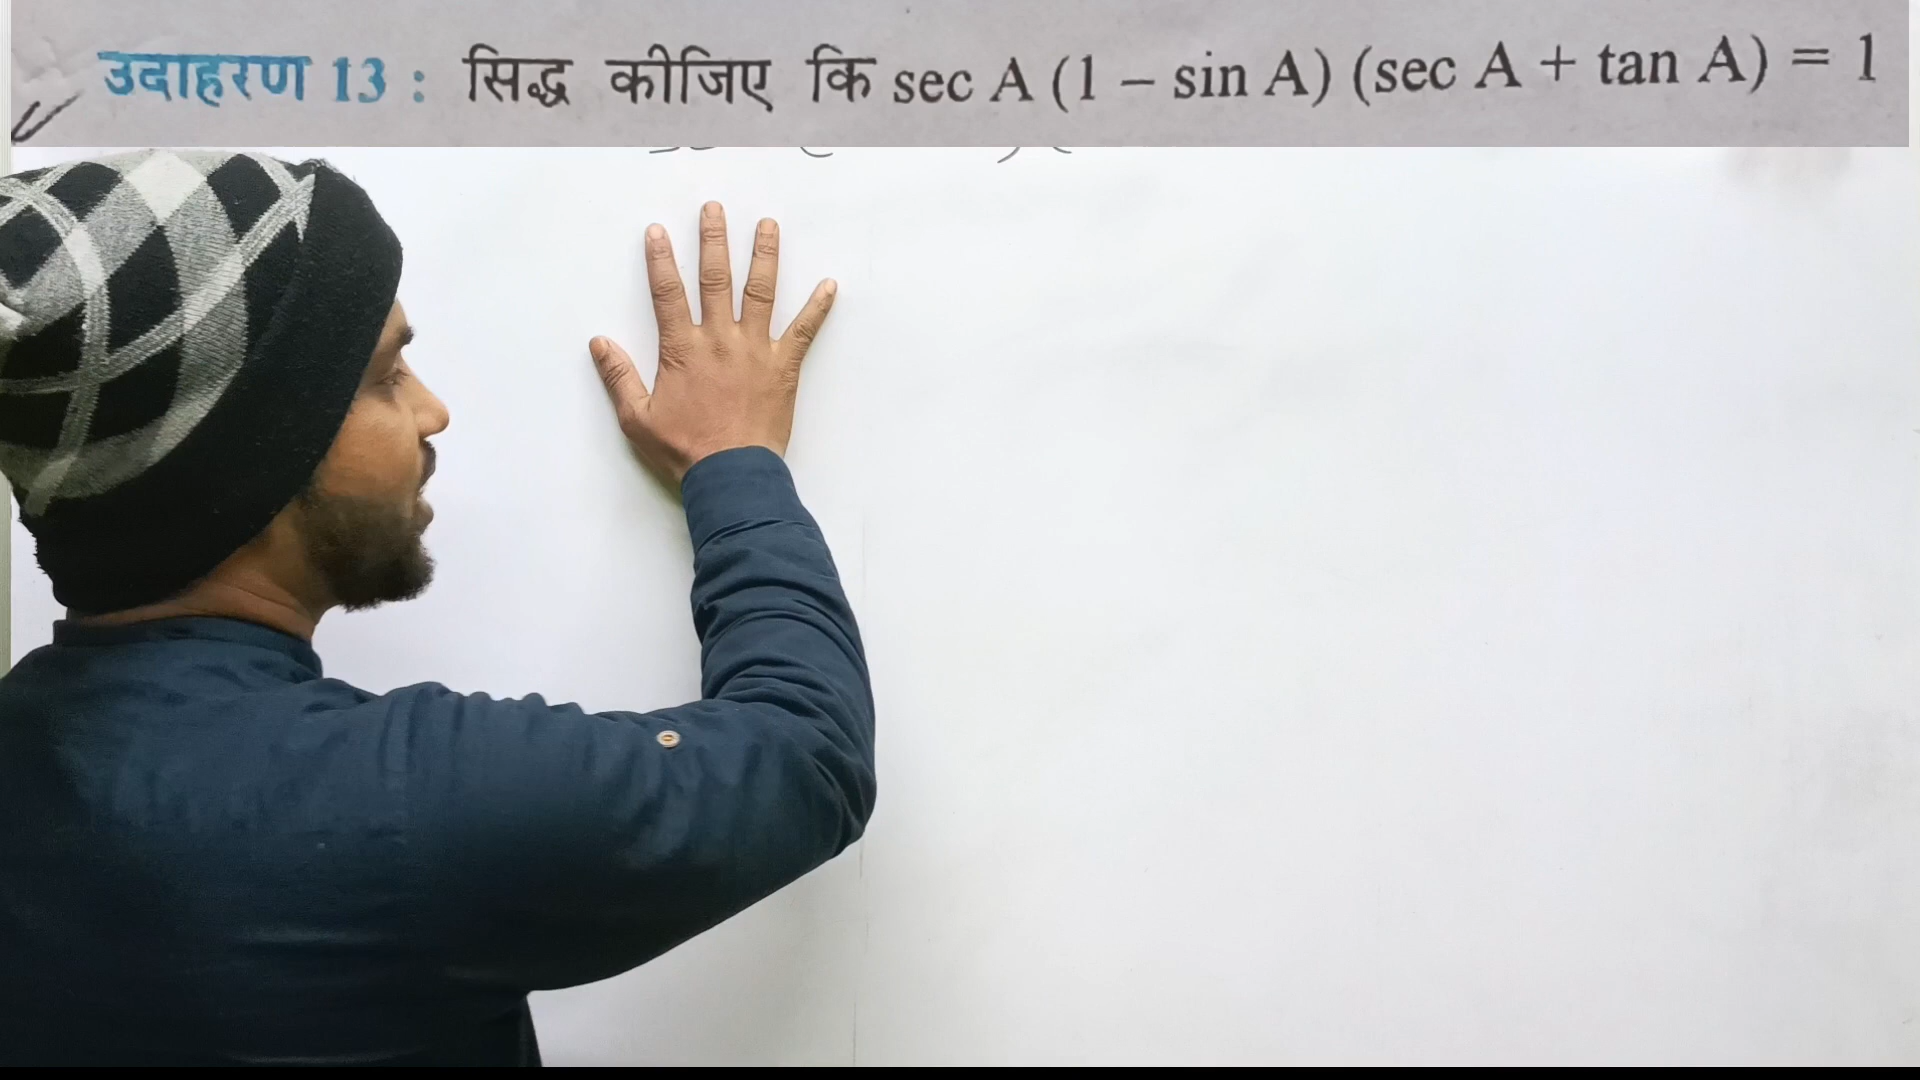 उदाहरण 13 : सिद्ध कीजिए कि sec A (1 – sin A) (sec A + tan A) = 1